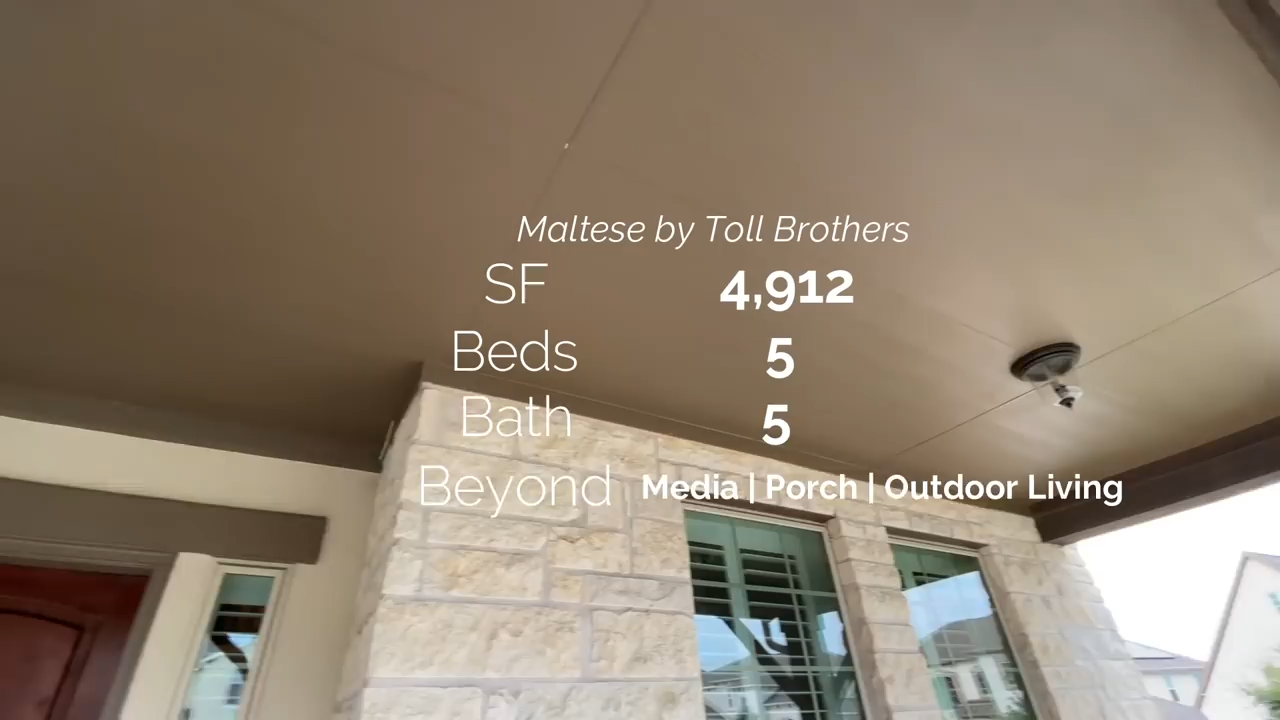 Maltese by Toll Brothers
SF 4,912
Beds 5
Bath 5
Beyond Media | Porch | Outdoor Living